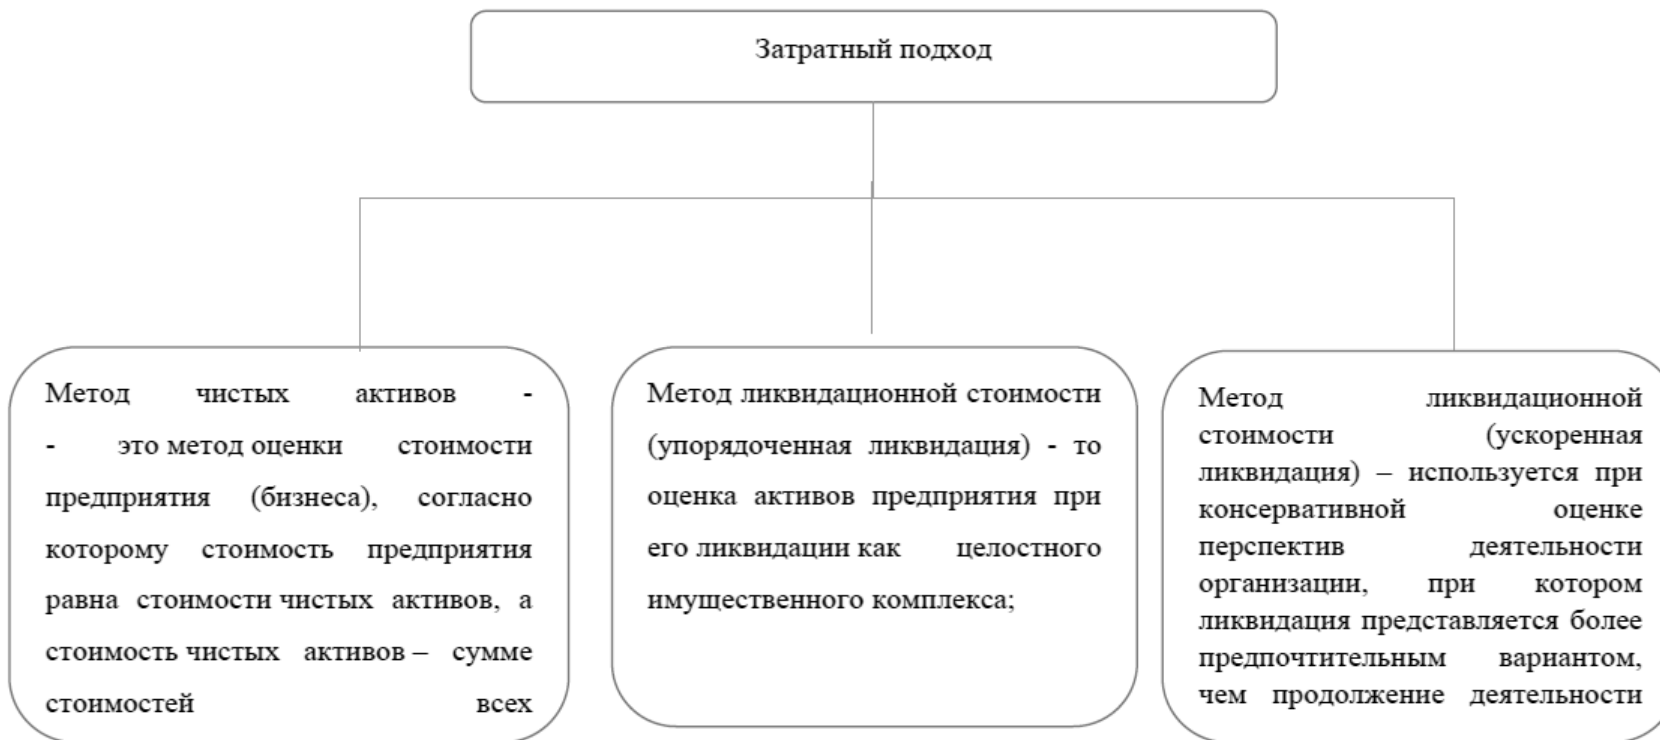 Затратный подход
Метод чистых активов -
- это метод оценки стоимости
предприятия (бизнеса), согласно
которому стоимость предприятия
равна стоимости чистых активов, а
стоимость чистых активов – сумме
стоимостей всех
Метод ликвидационной стоимости
(упорядоченная ликвидация) - то
оценка активов предприятия при
его ликвидации как целостного
имущественного комплекса;
Метод ликвидационной
стоимости (ускоренная
ликвидация) – используется при
консервативной оценке
перспектив деятельности
организации, при котором
ликвидация представляется более
предпочтительным вариантом,
чем продолжение деятельности